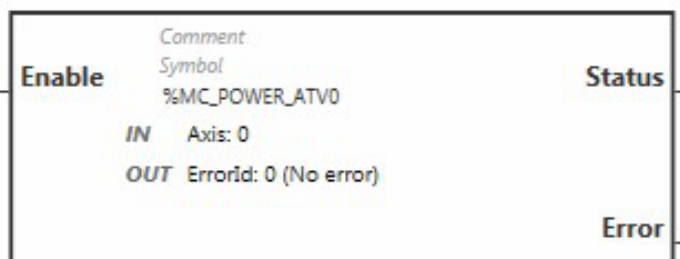 Comment
Symbol
Enable
Status
%MC_POWER_ATV0
IN Axis: 0
OUT ErrorId: 0 (No error)
Error